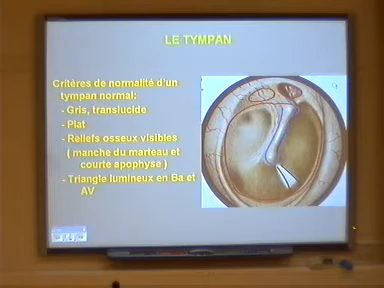 LE TYMPAN
Critères de normalité d'un
tympan normal:
- Gris, translucide
- Plat
- Reliefs osseux visibles
( manche du marteau et
courte apophyse )
- Triangle lumineux en Ba et
AV